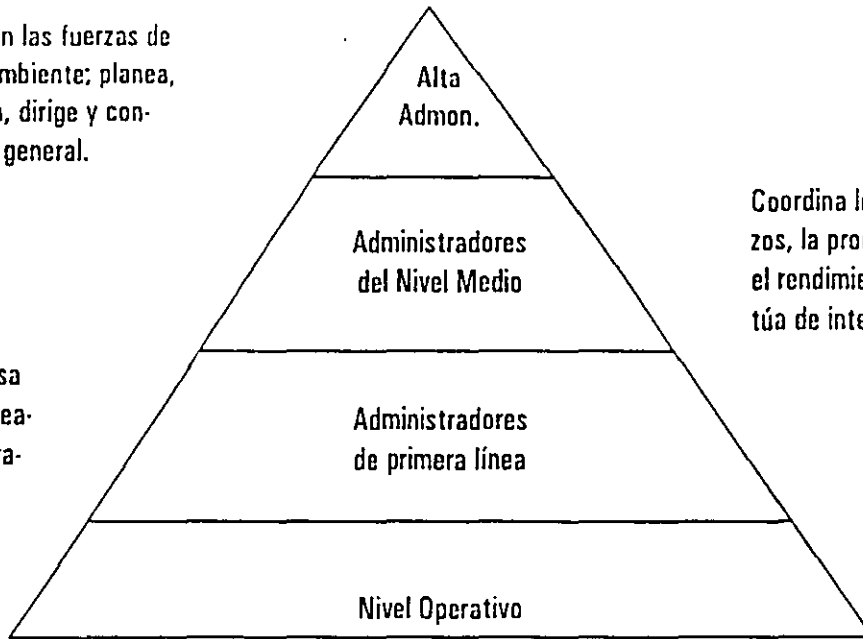 n las fuerzas de
mbiente; planea,
, dirige y con-
general.
Alta
Admon.
Administradores
del Nivel Medio
Coordina l
zos, la pro
el rendimie
túa de inte
sa
ea-
ra-
Administradores
de primera línea
Nivel Operativo